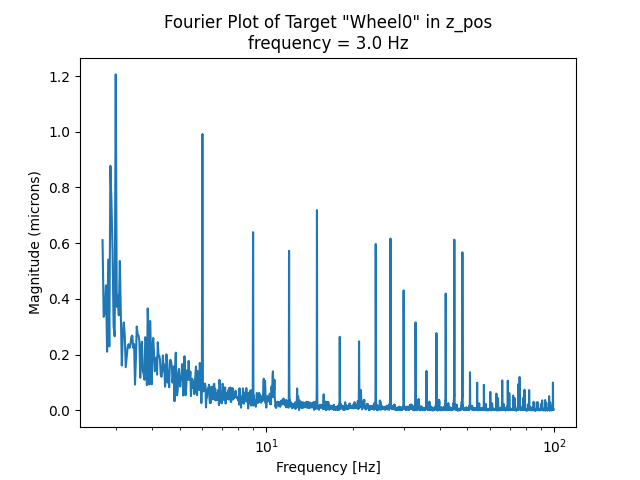 Fourier Plot of Target "Wheel0" in z_pos
frequency = 3.0 Hz
1.2
1.0
0.8
0.6
0.4
0.2
0.0
Magnitude (microns)
10¹
10²
Frequency [Hz]